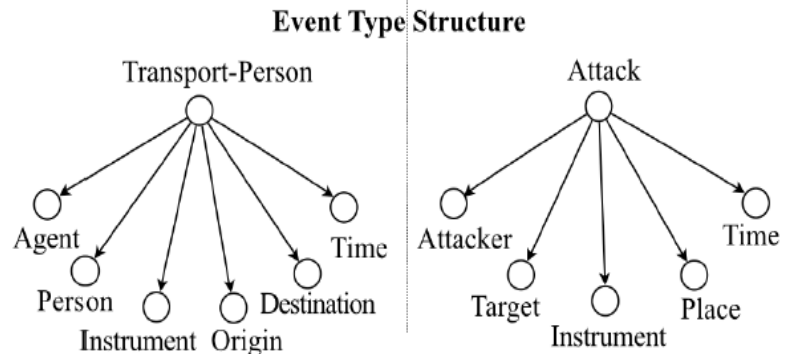 Event Type Structure
Transport-Person
Attack
Agent
Time
Person
Destination
Instrument
Origin
Attacker
Time
Target
Place
Instrument